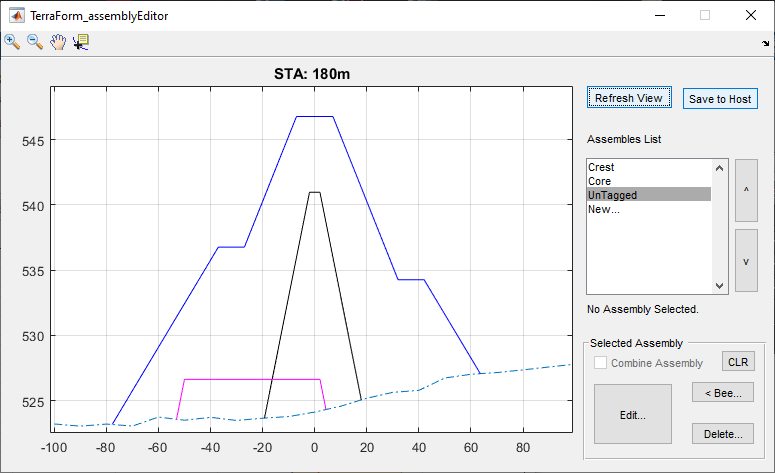 TerraForm_assemblyEditor
STA: 180m
545
540
535
530
525
-100 -80 -60 -40 -20 0 20 40 60 80
Refresh View
Save to Host
Assembles List
Crest
Core
UnTagged
New...
^
v
No Assembly Selected.
Selected Assembly
Combine Assembly
CLR
Edit...
< Bee...
Delete...